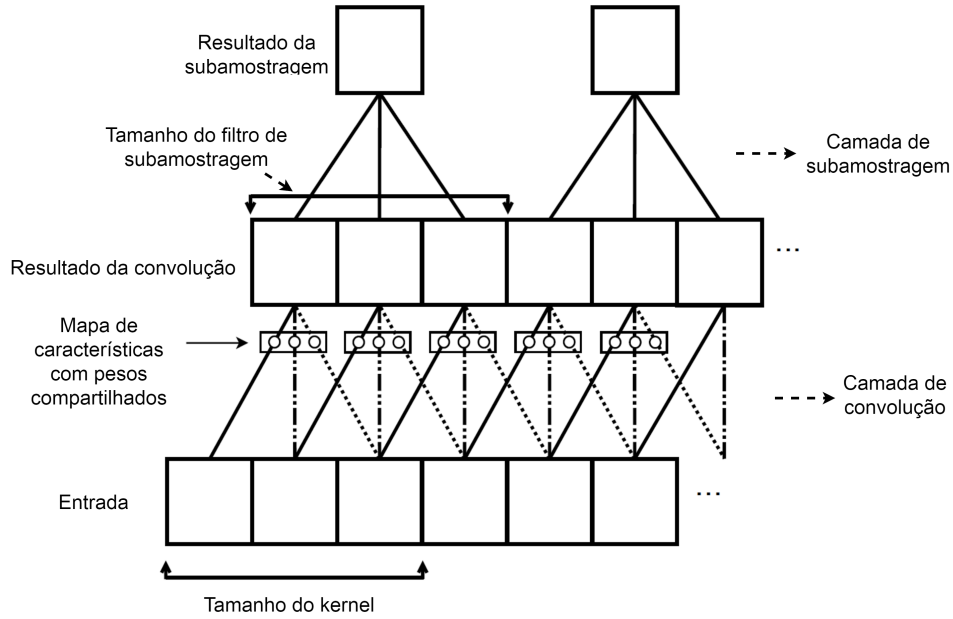 Resultado da
subamostragem
Tamanho do filtro de
subamostragem
Camada de
subamostragem
Resultado da convolução
...
Mapa de
características
com pesos
compartilhados
Camada de
convolução
Entrada
...
Tamanho do kernel